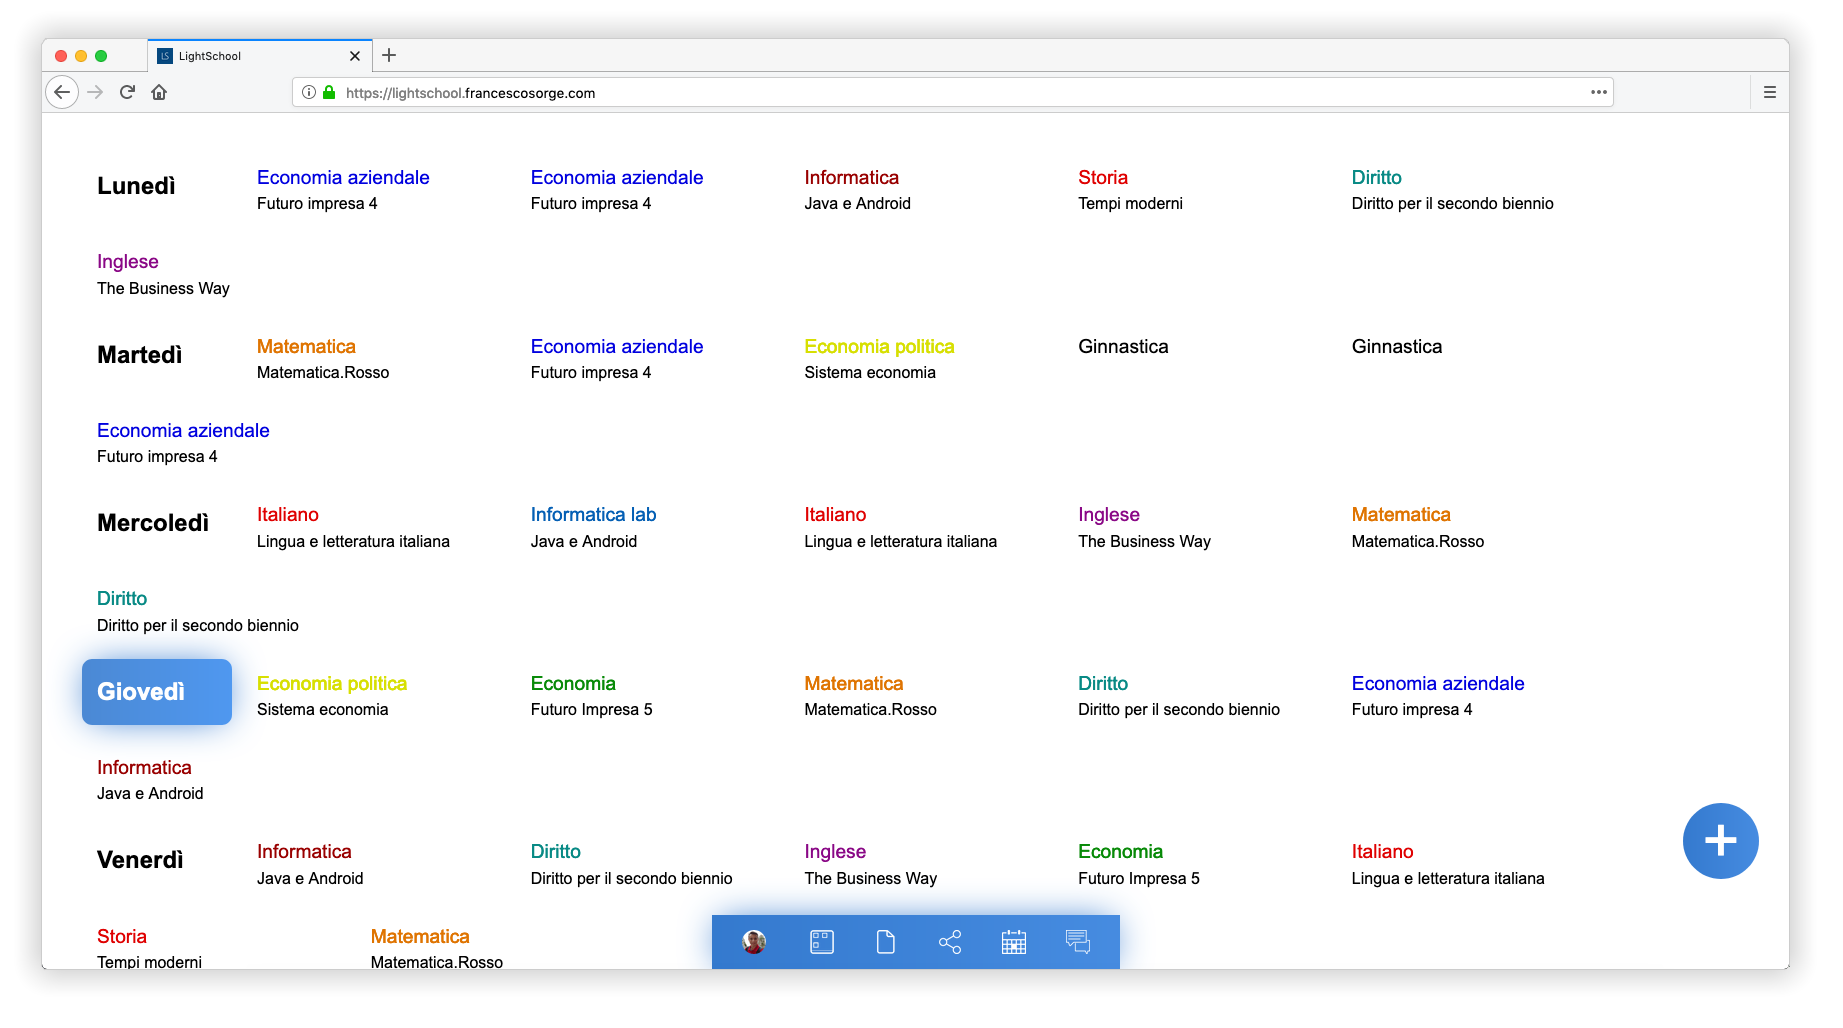 LS LightSchool
https://lightschool.francescosorge.com
Lunedì
Economia aziendale
Futuro impresa 4
Economia aziendale
Futuro impresa 4
Informatica
Java e Android
Storia
Tempi moderni
Diritto
Diritto per il secondo biennio
Inglese
The Business Way
Martedì
Matematica
Matematica.Rosso
Economia aziendale
Futuro impresa 4
Economia politica
Sistema economia
Ginnastica
Ginnastica
Economia aziendale
Futuro impresa 4
Mercoledì
Italiano
Lingua e letteratura italiana
Informatica lab
Java e Android
Italiano
Lingua e letteratura italiana
Inglese
The Business Way
Matematica
Matematica.Rosso
Diritto
Diritto per il secondo biennio
Giovedì
Economia politica
Sistema economia
Economia
Futuro Impresa 5
Matematica
Matematica.Rosso
Diritto
Diritto per il secondo biennio
Economia aziendale
Futuro impresa 4
Informatica
Java e Android
Venerdì
Informatica
Java e Android
Diritto
Diritto per il secondo biennio
Inglese
The Business Way
Economia
Futuro Impresa 5
Italiano
Lingua e letteratura italiana
Storia
Tempi moderni
Matematica
Matematica.Rosso